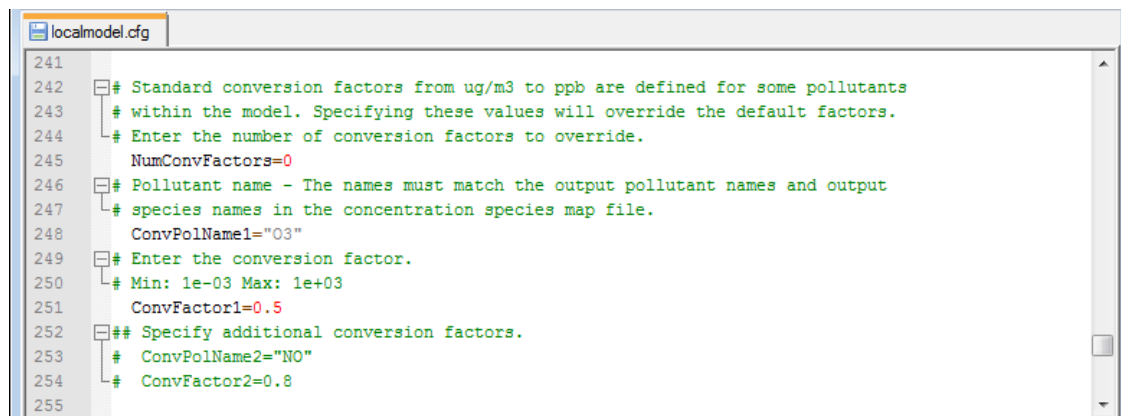 localmodel.cfg
241
242 # Standard conversion factors from ug/m3 to ppb are defined for some pollutants
243 # within the model. Specifying these values will override the default factors.
244 # Enter the number of conversion factors to override.
245 NumConvFactors=0
246 # Pollutant name - The names must match the output pollutant names and output
247 # species names in the concentration species map file.
248 ConvPolName1="O3"
249 # Enter the conversion factor.
250 # Min: 1e-03 Max: 1e+03
251 ConvFactor1=0.5
252 ## Specify additional conversion factors.
253 #  ConvPolName2="NO"
254 #  ConvFactor2=0.8
255